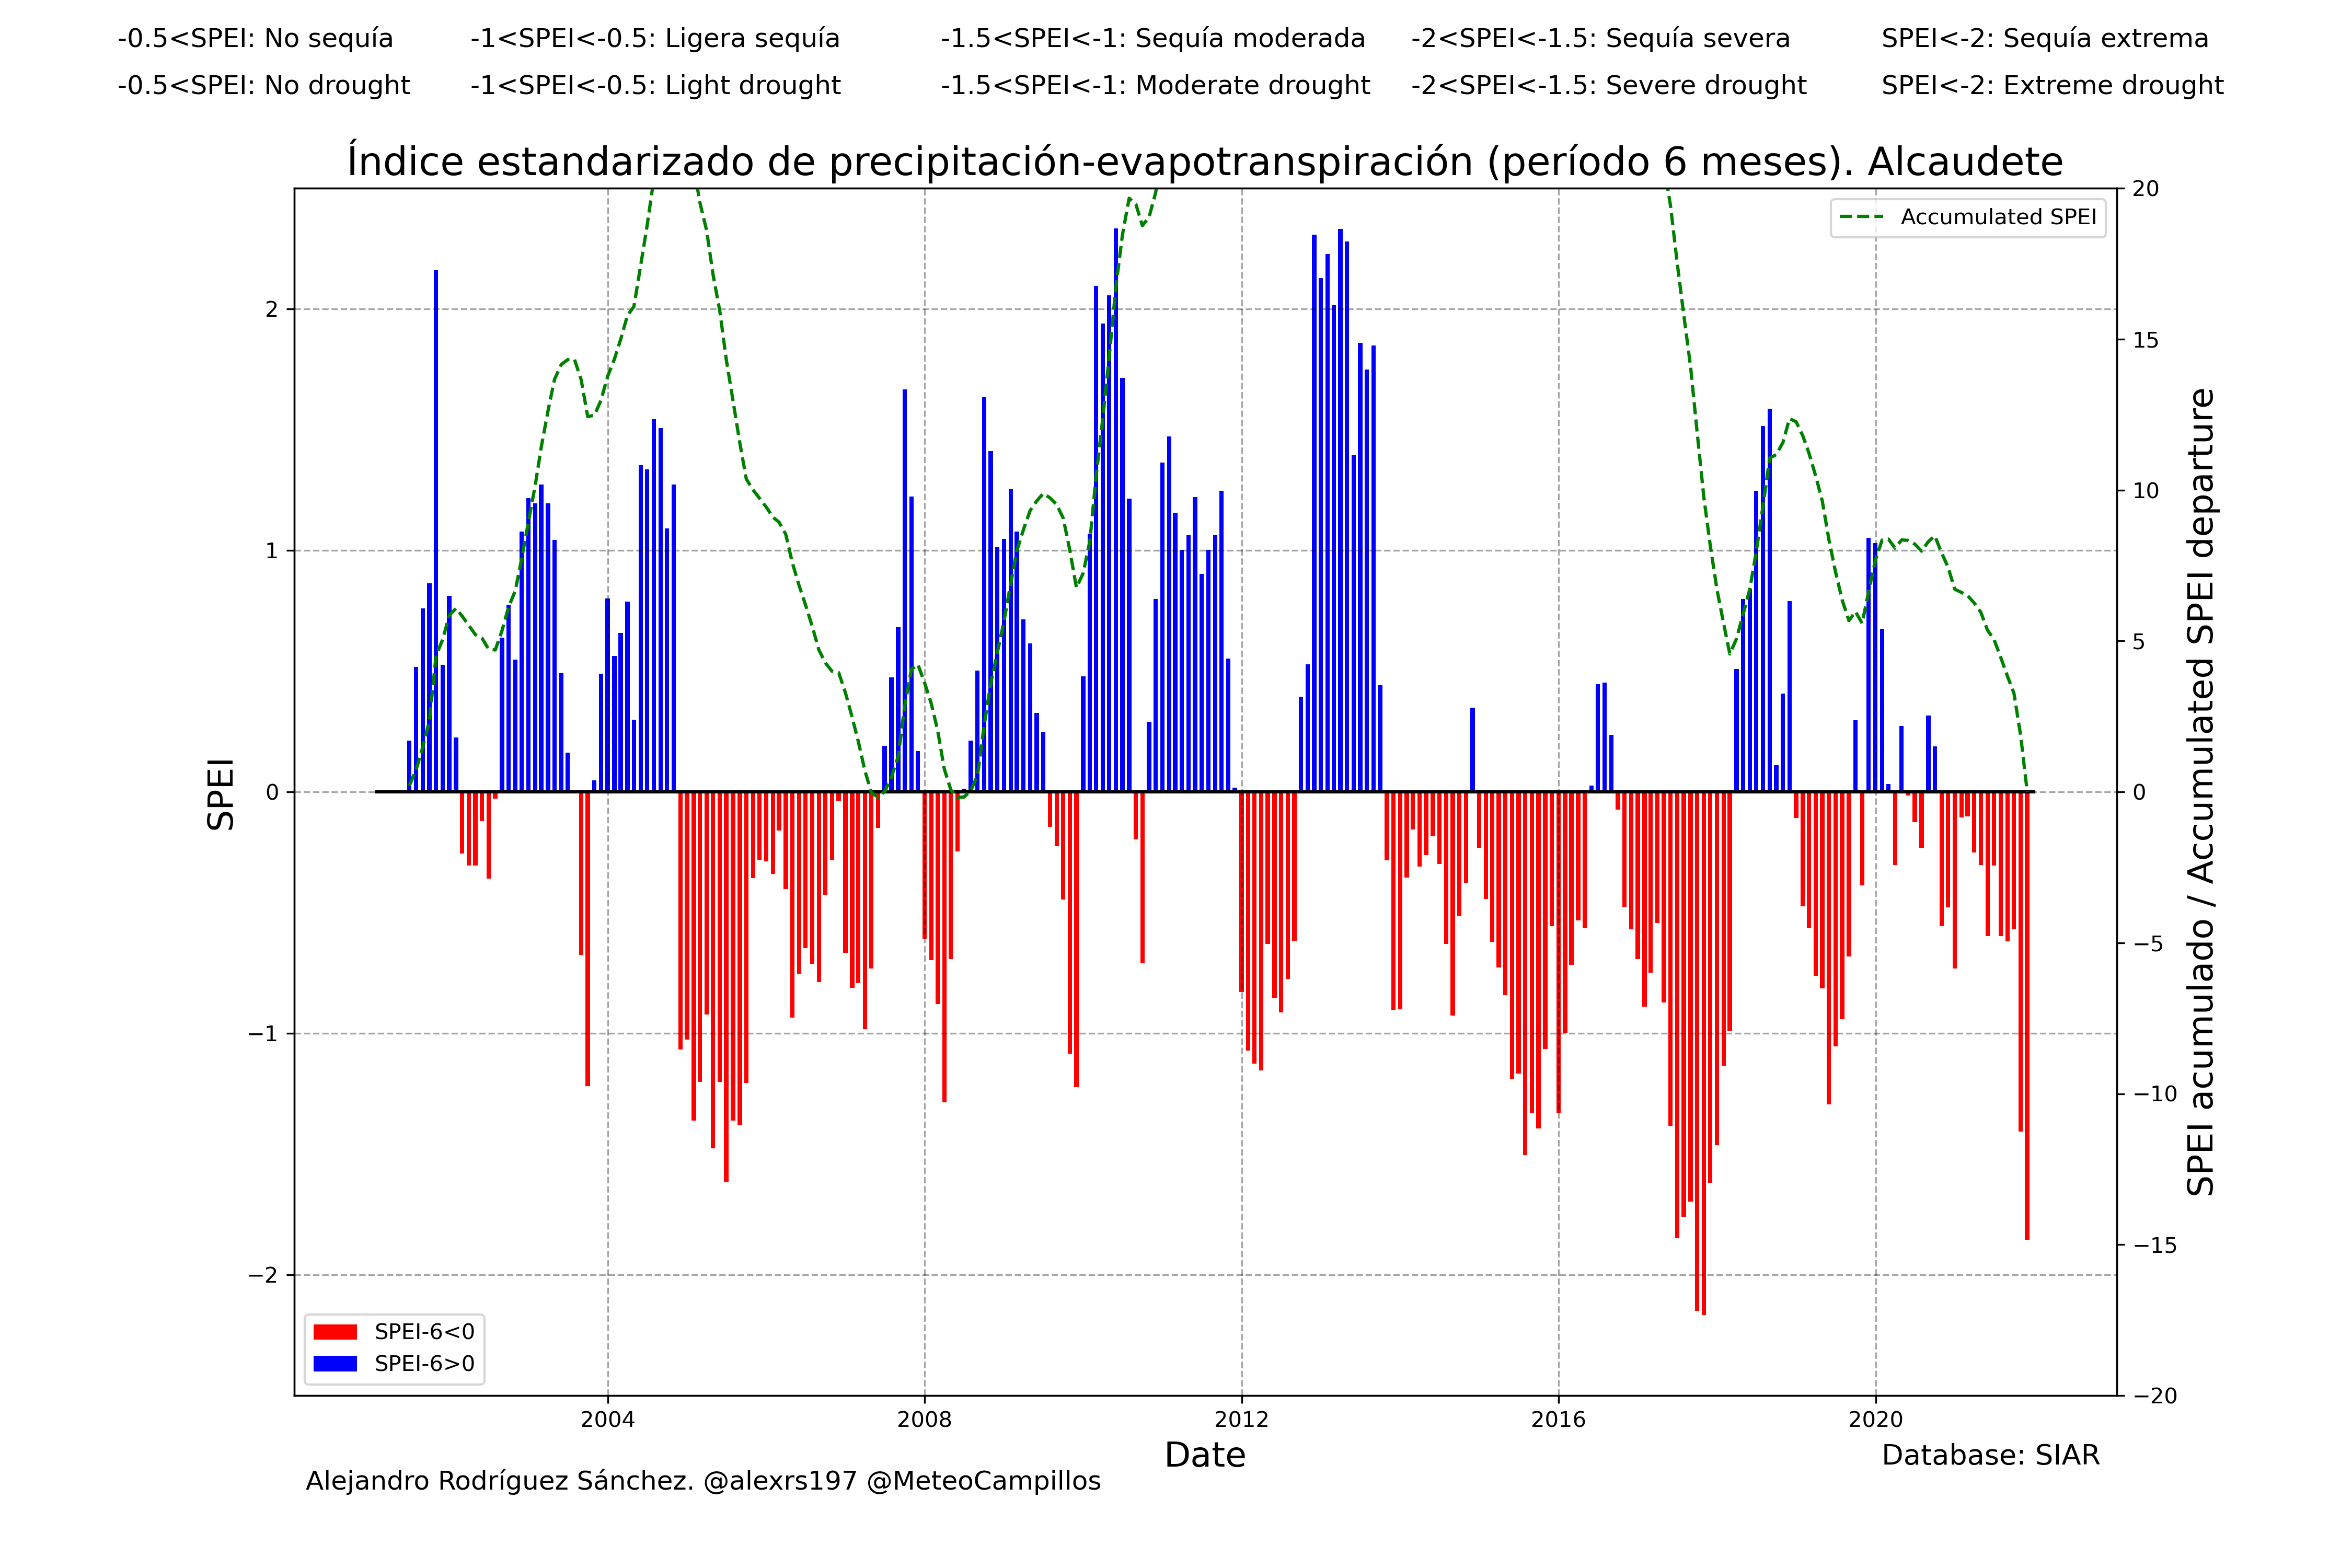 -0.5<SPEI: No sequía -1<SPEI<-0.5: Ligera sequía -1.5<SPEI<-1: Sequía moderada -2<SPEI<-1.5: Sequía severa SPEI<-2: Sequía extrema
-0.5<SPEI: No drought -1<SPEI<-0.5: Light drought -1.5<SPEI<-1: Moderate drought -2<SPEI<-1.5: Severe drought SPEI<-2: Extreme drought
Índice estandarizado de precipitación-evapotranspiración (período 6 meses). Alcaudete
Accumulated SPEI
SPEI
2
1
0
−1
−2
20
15
10
5
0
−5
−10
−15
−20
SPEI acumulado / Accumulated SPEI departure
SPEI-6<0
SPEI-6>0
2004 2008 2012 2016 2020
Date
Database: SIAR
Alejandro Rodríguez Sánchez. @alexrs197 @MeteoCampillos